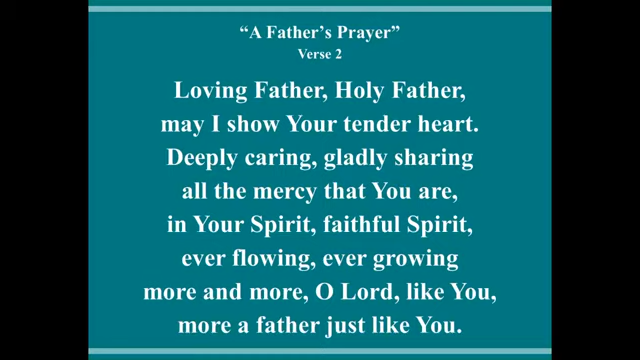 “A Father’s Prayer”
Verse 2
Loving Father, Holy Father,
may I show Your tender heart.
Deeply caring, gladly sharing
all the mercy that You are,
in Your Spirit, faithful Spirit,
ever flowing, ever growing
more and more, O Lord, like You,
more a father just like You.